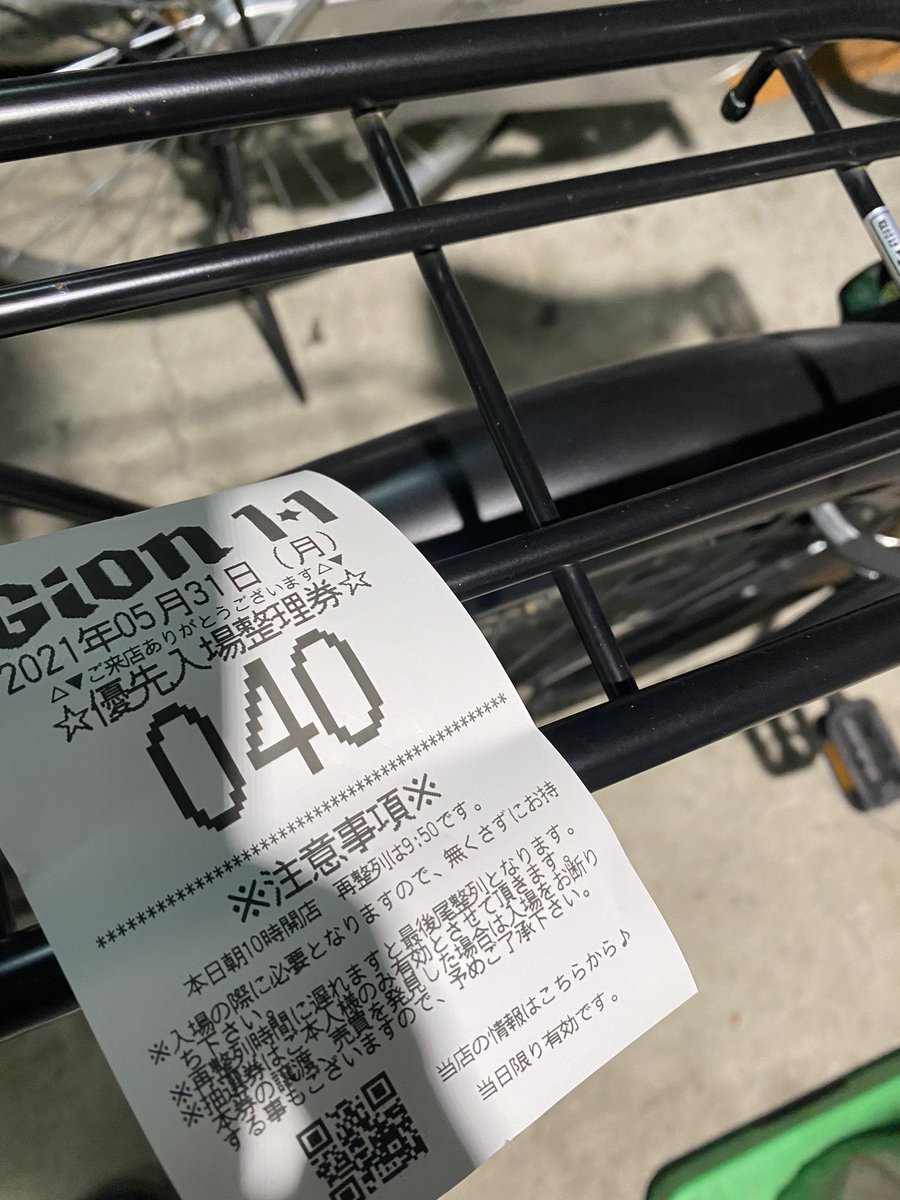 Gion 1★1
2021年05月31日（月）
△▼ご来店ありがとうございます△▼
☆優先入場整理券☆
040
********************************************
※注意事項※
本日朝10時開店　再整列は9:50です。
※入場の際に必要となりますので、無くさずにお持
ち下さい。
※再整列時間に遅れますと最後尾整列となります。
※抽選券はご本人様のみ有効とさせて頂きます。
本券の譲渡、売買を発見した場合は入場をお断り
する事もございますので、予めご了承下さい。
当店の情報はこちらから♪
当日限り有効です。